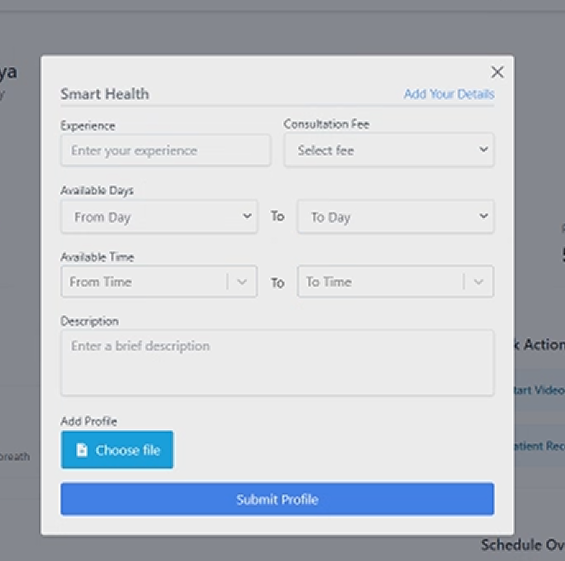 ya
y
Smart Health
Add Your Details
Experience
Consultation Fee
Enter your experience
Select fee
Available Days
From Day
To
To Day
Available Time
From Time
To
To Time
Description
Enter a brief description
k Action
tart Video
Add Profile
Choose file
atient Rec
oreath
Submit Profile
Schedule Ov